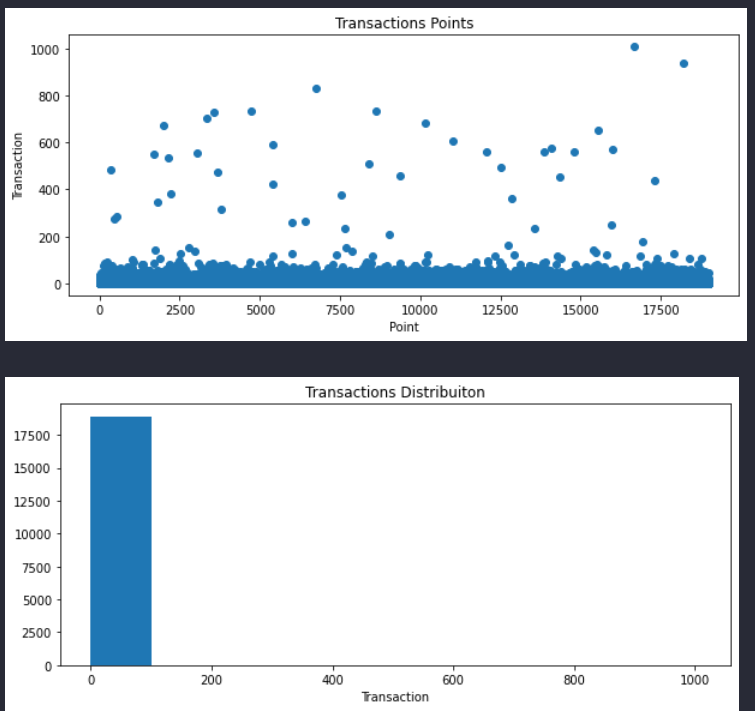 Transactions Points
1000
800
600
400
200
0
Transaction
0 2500 5000 7500 10000 12500 15000 17500
Point
Transactions Distribuiton
17500
15000
12500
10000
7500
5000
2500
0
0 200 400 600 800 1000
Transaction